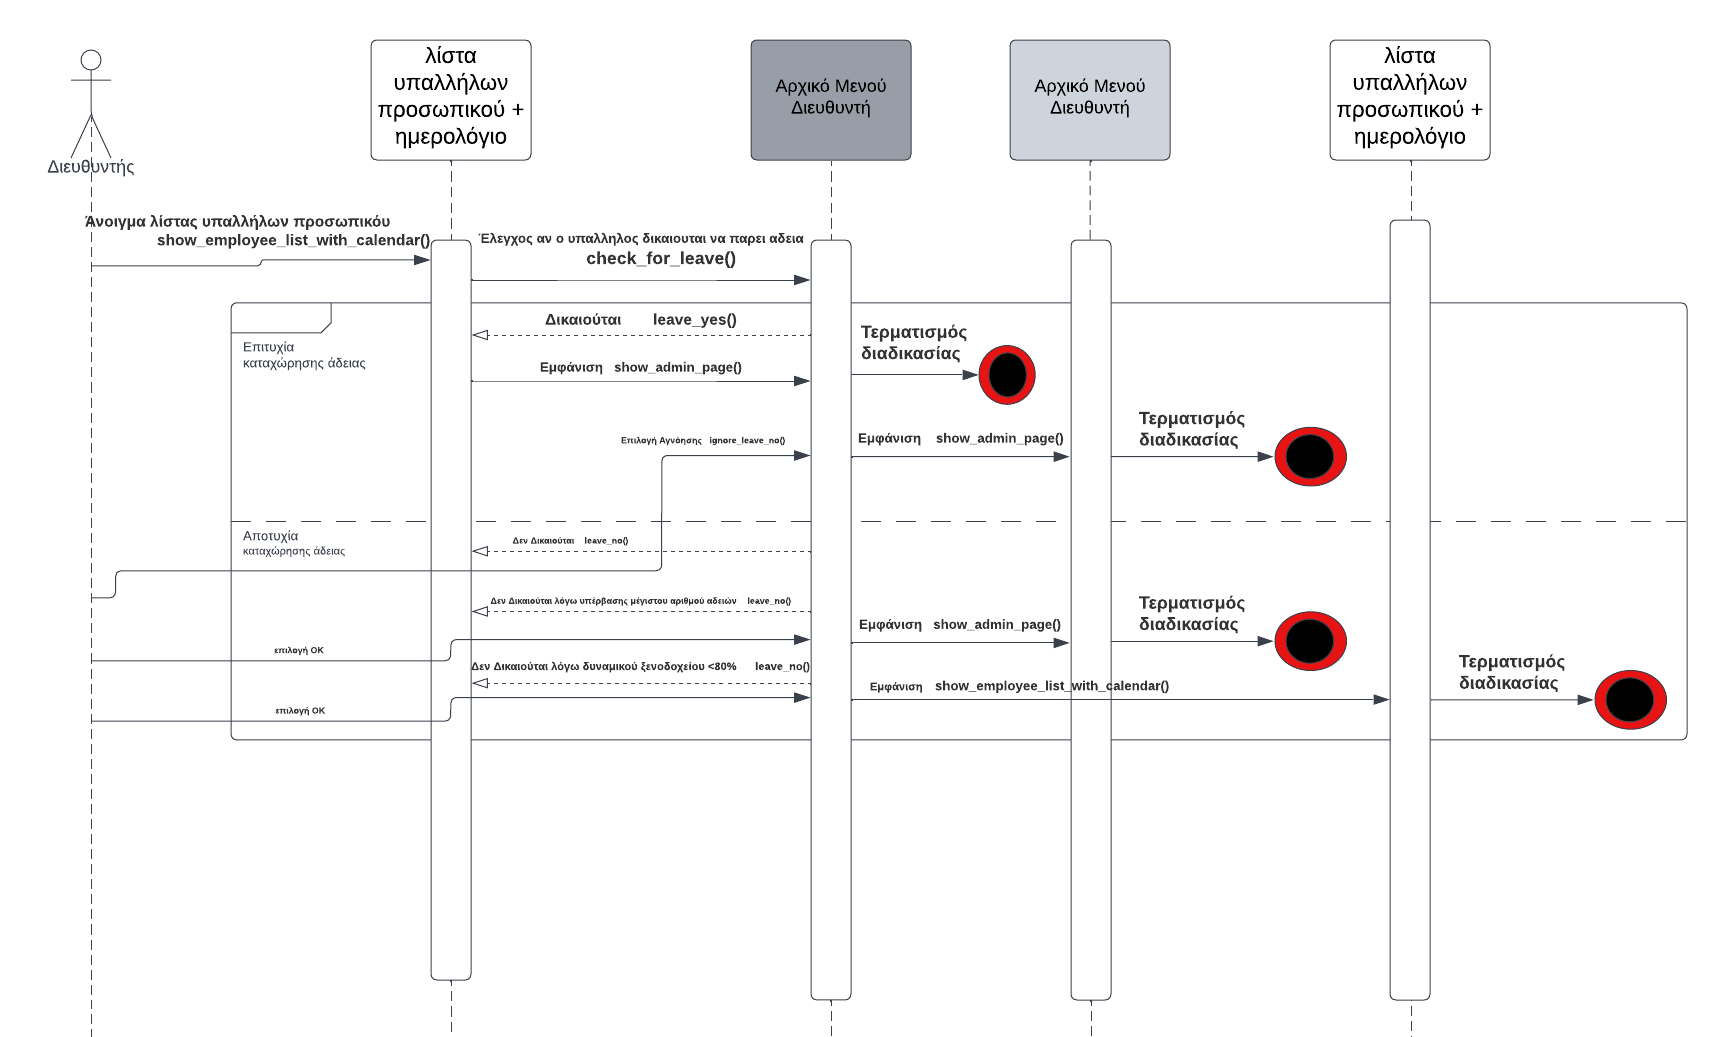 λίστα
υπαλλήλων
προσωπικού +
ημερολόγιο
Αρχικό Μενού
Διευθυντή
Αρχικό Μενού
Διευθυντή
λίστα
υπαλλήλων
προσωπικού +
ημερολόγιο
Διευθυντής
Άνοιγμα λίστας υπαλλήλων προσωπικόυ
show_employee_list_with_calendar()
Έλεγχος αν ο υπαλληλος δικαιουται να παρει αδεια
check_for_leave()
Δικαιούται leave_yes()
Τερματισμός
διαδικασίας
Επιτυχία
καταχώρησης άδειας
Εμφάνιση show_admin_page()
Τερματισμός
διαδικασίας
Επιλογή Αγνόησης ignore_leave_no()
Εμφάνιση show_admin_page()
Αποτυχία
καταχώρησης άδειας
Δεν Δικαιούται leave_no()
Δεν Δικαιούται λόγω υπέρβασης μέγιστου αριθμού αδειών leave_no()
Τερματισμός
διαδικασίας
Εμφάνιση show_admin_page()
επιλογή ΟΚ
Δεν Δικαιούται λόγω δυναμικού ξενοδοχείου <80% leave_no()
Τερματισμός
διαδικασίας
Εμφάνιση show_employee_list_with_calendar()
επιλογή ΟΚ